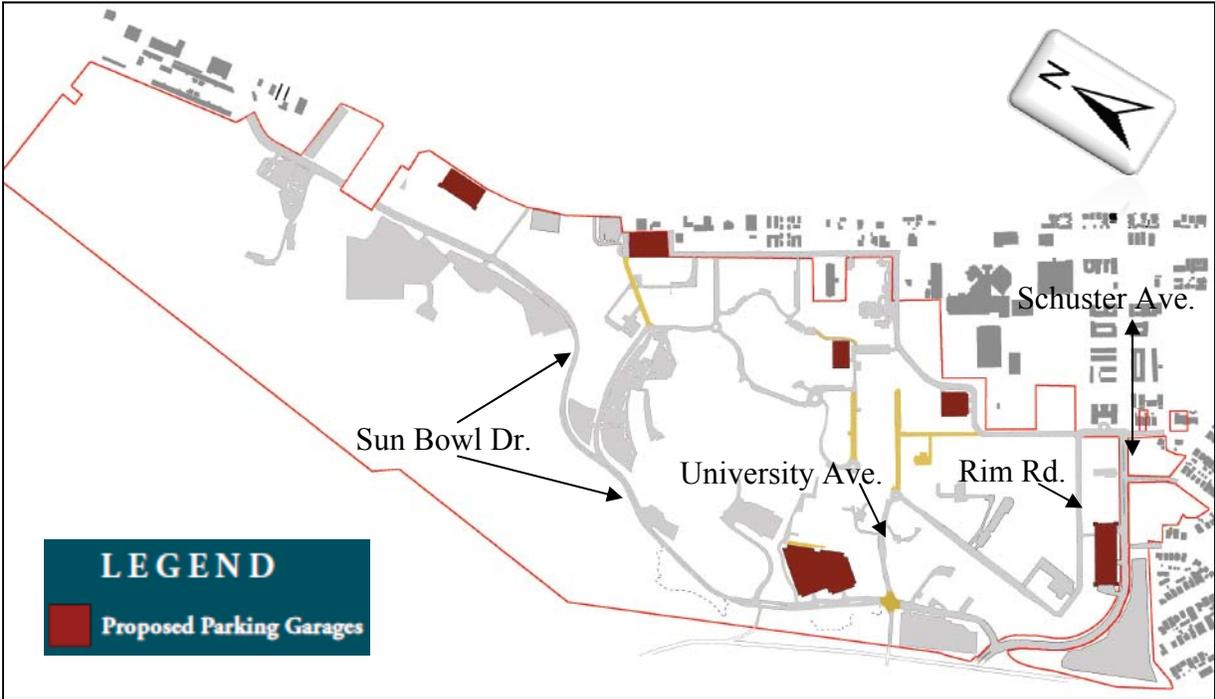 N
Schuster Ave.
Sun Bowl Dr.
University Ave.
Rim Rd.
LEGEND
Proposed Parking Garages